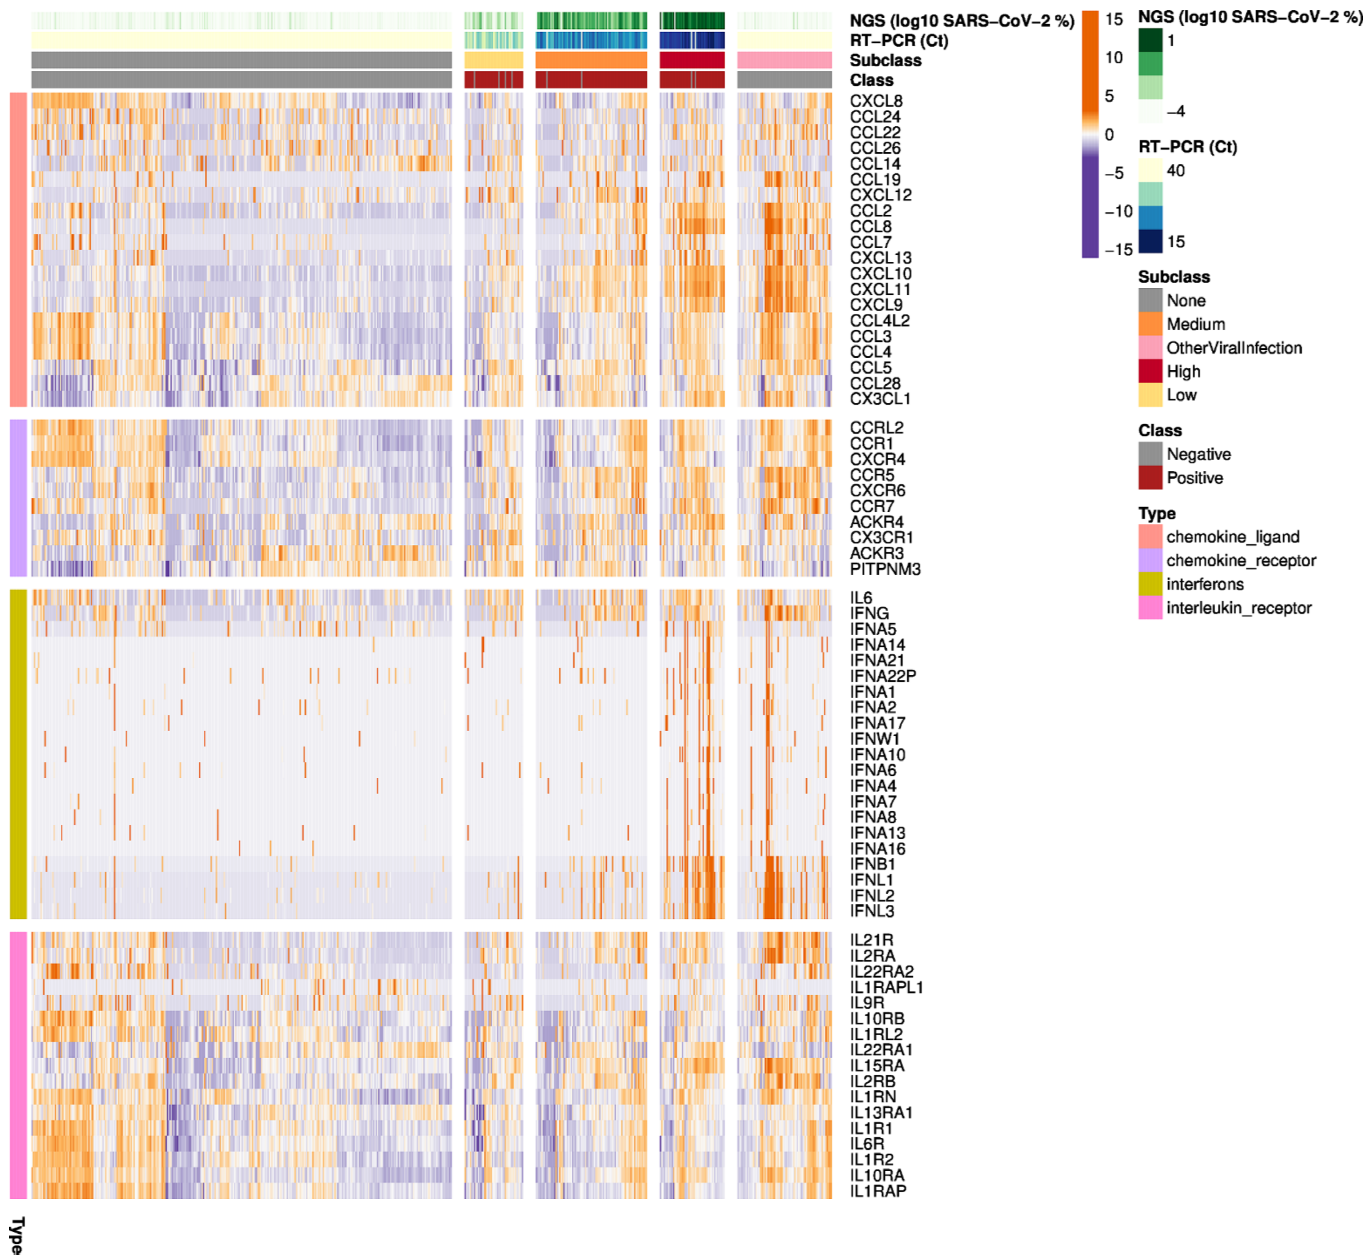 NGS (log10 SARS−CoV−2 %)
RT−PCR (Ct)
Subclass
Class
CXCL8
CCL24
CCL22
CCL26
CCL14
CCL19
CXCL12
CCL2
CCL8
CCL7
CXCL13
CXCL10
CXCL11
CXCL9
CCL4L2
CCL3
CCL4
CCL5
CCL28
CX3CL1
CCRL2
CCR1
CXCR4
CCR5
CXCR6
CCR7
ACKR4
CX3CR1
ACKR3
PITPNM3
IL6
IFNG
IFNA5
IFNA14
IFNA21
IFNA22P
IFNA1
IFNA2
IFNA17
IFNW1
IFNA10
IFNA6
IFNA4
IFNA7
IFNA8
IFNA13
IFNA16
IFNB1
IFNL1
IFNL2
IFNL3
IL21R
IL2RA
IL22RA2
IL1RAPL1
IL9R
IL10RB
IL1RL2
IL22RA1
IL15RA
IL2RB
IL1RN
IL13RA1
IL1R1
IL6R
IL1R2
IL10RA
IL1RAP
Type
15
10
5
0
−5
−10
−15
NGS (log10 SARS−CoV−2 %)
1
−4
RT−PCR (Ct)
40
15
Subclass
None
Medium
OtherViralInfection
High
Low
Class
Negative
Positive
Type
chemokine_ligand
chemokine_receptor
interferons
interleukin_receptor